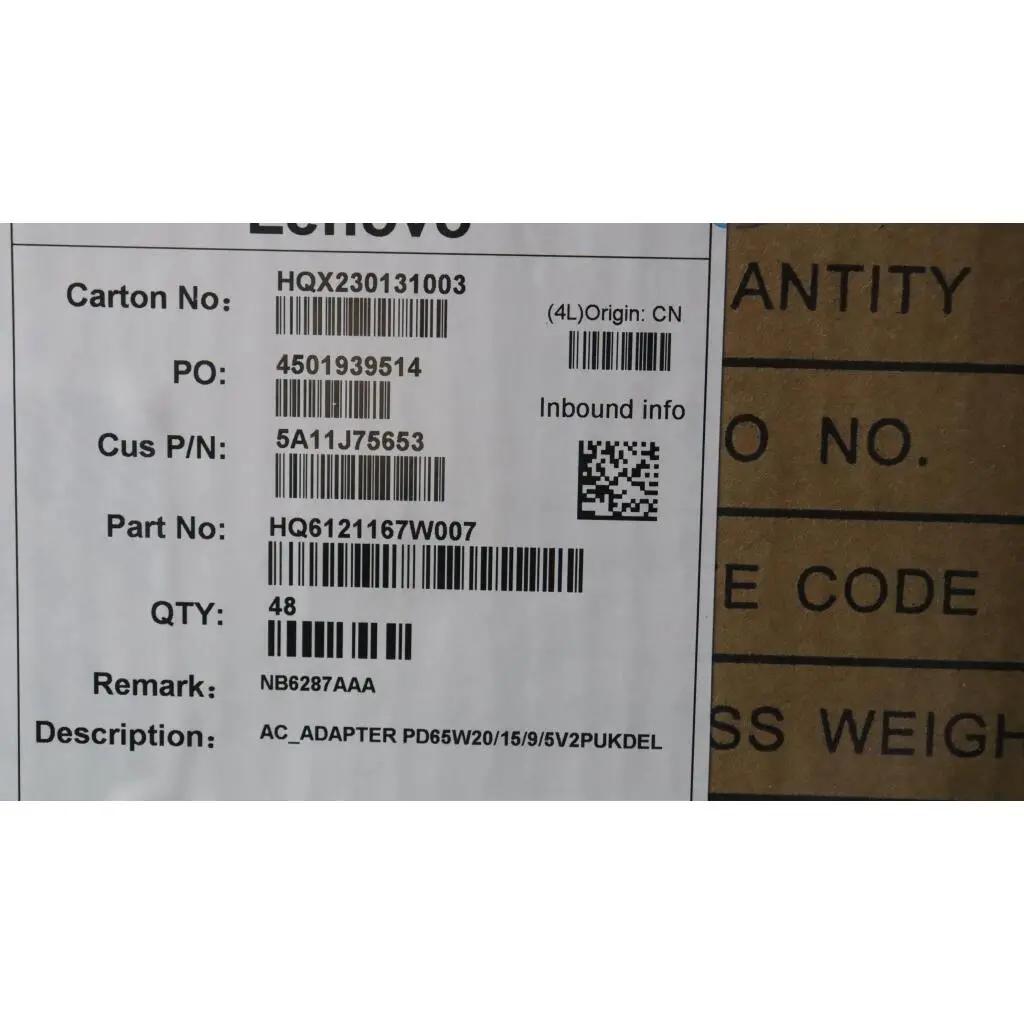 Lenovo
Carton No: HQX230131003
(4L)Origin: CN
PO: 4501939514
Inbound info
Cus P/N: 5A11J75653
Part No: HQ6121167W007
QTY: 48
Remark: NB6287AAA
Description: AC_ADAPTER PD65W20/15/9/5V2PUKDEL
ANTITY
O NO.
E CODE
SS WEIGH